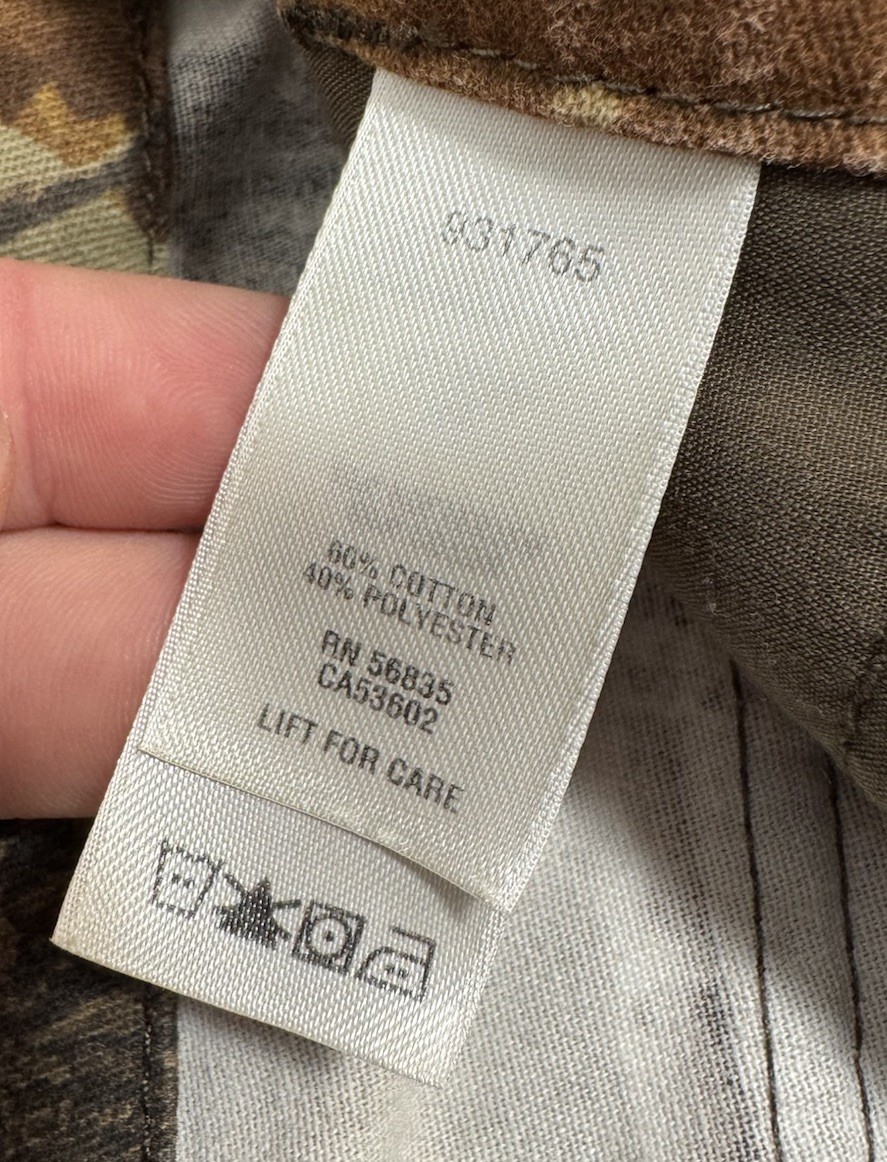 931765
60% COTTON
40% POLYESTER
RN 56835
CA53602
LIFT FOR CARE